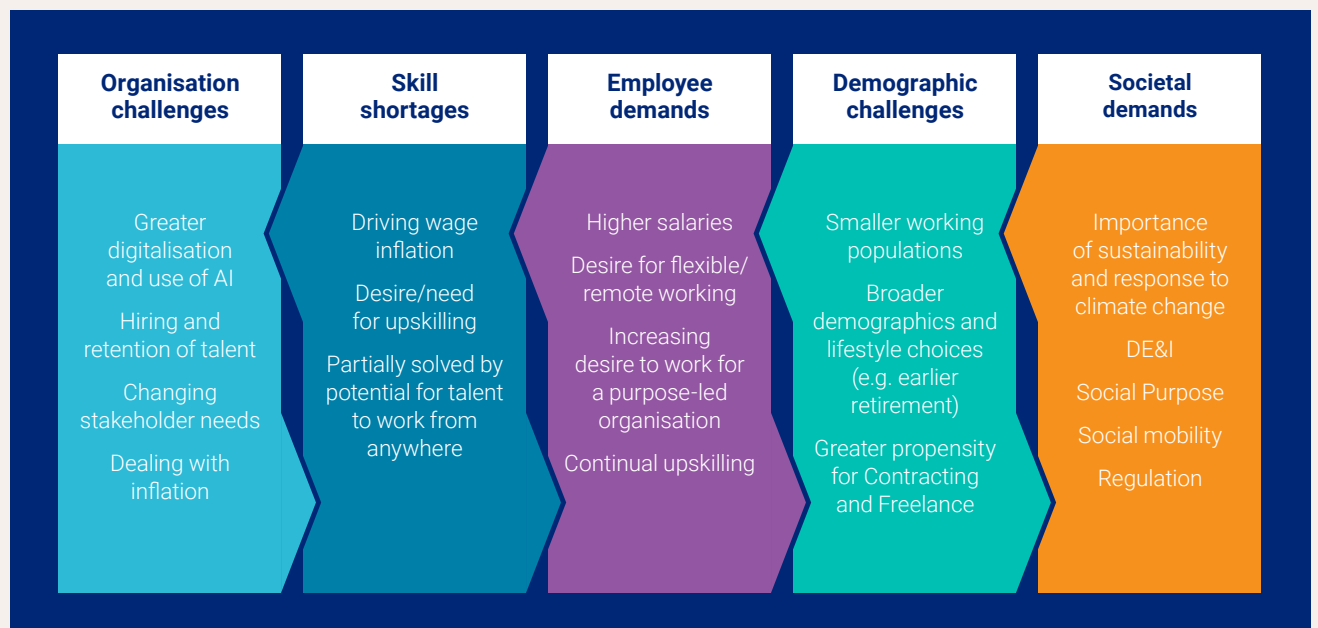 Organisation
challenges
Greater
digitalisation
and use of AI
Hiring and
retention of talent
Changing
stakeholder needs
Dealing with
inflation
Skill
shortages
Driving wage
inflation
Desire/need
for upskilling
Partially solved by
potential for talent
to work from
anywhere
Employee
demands
Higher salaries
Desire for flexible/
remote working
Increasing
desire to work for
a purpose-led
organisation
Continual upskilling
Demographic
challenges
Smaller working
populations
Broader
demographics and
lifestyle choices
(e.g. earlier
retirement)
Greater propensity
for Contracting
and Freelance
Societal
demands
Importance
of sustainability
and response to
climate change
DE&I
Social Purpose
Social mobility
Regulation